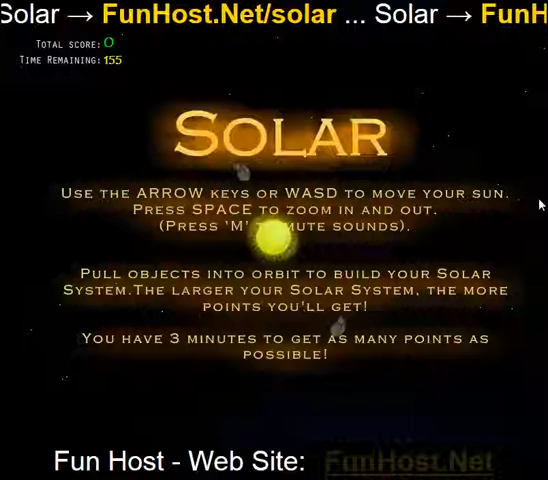 Solar → FunHost.Net/solar ... Solar → FunH
Total score: 0
Time Remaining: 155
Solar
Use the ARROW keys or WASD to move your sun.
Press SPACE to zoom in and out.
(Press 'M' to mute sounds).
Pull objects into orbit to build your Solar
System.The larger your Solar System, the more
points you'll get!
You have 3 minutes to get as many points as
possible!
Fun Host - Web Site: FunHost.Net